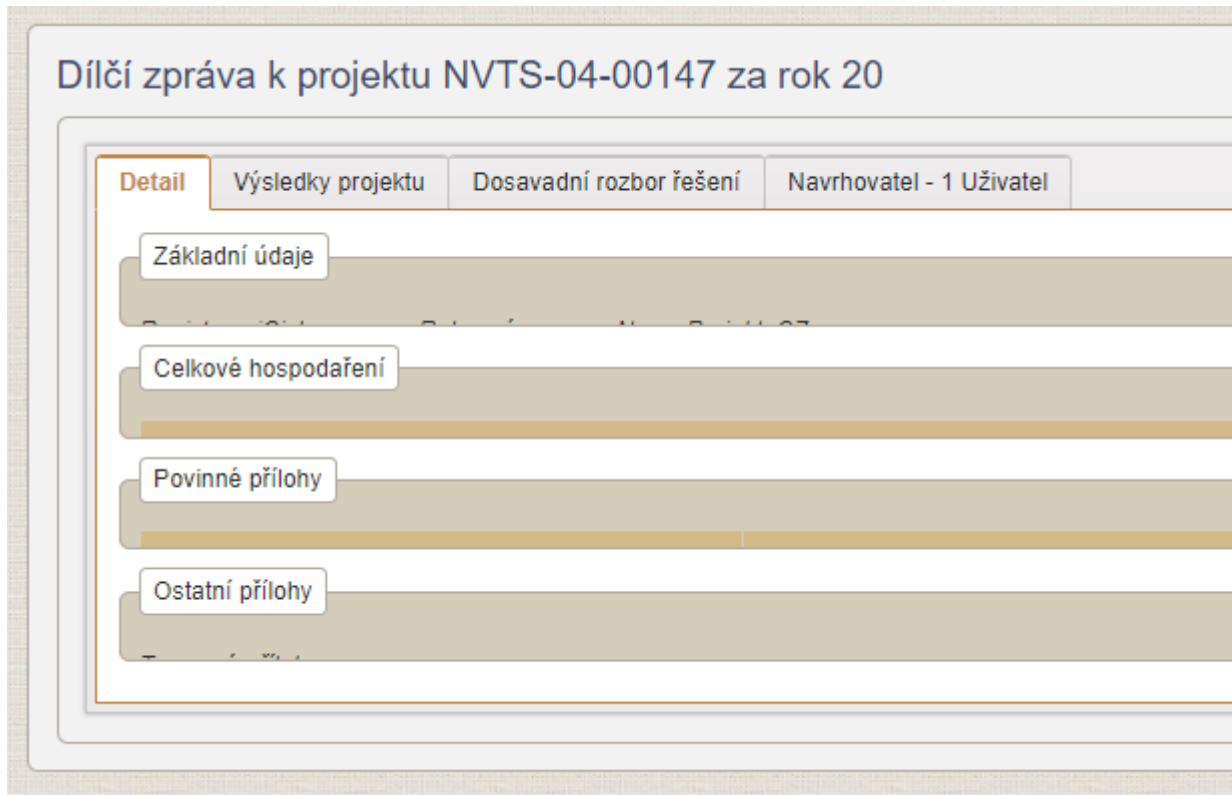 Dílčí zpráva k projektu NVTS-04-00147 za rok 20
Detail Výsledky projektu Dosavadní rozbor řešení Navrhovatel - 1 Uživatel
Základní údaje
Celkové hospodaření
Povinné přílohy
Ostatní přílohy